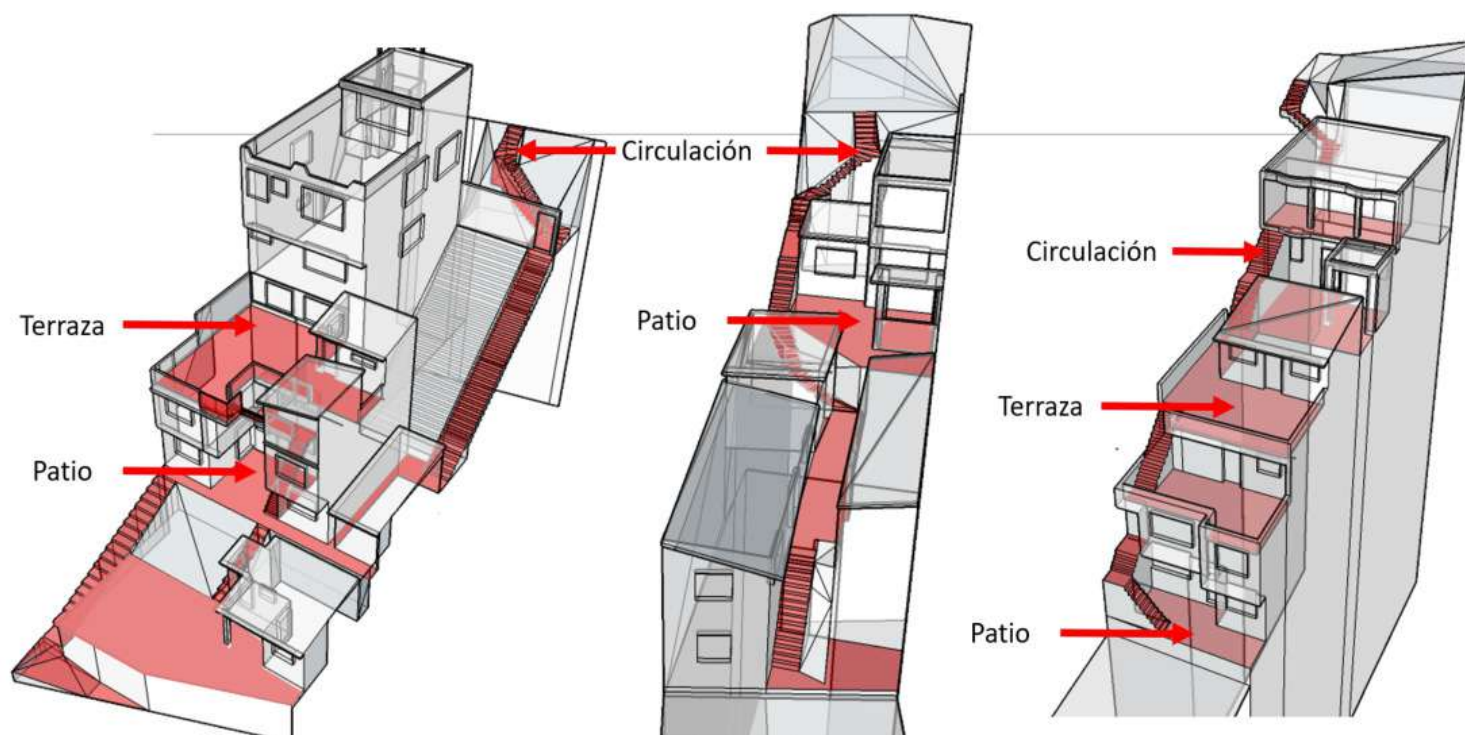 Circulación
Terraza
Patio
Patio
Circulación
Terraza
Patio